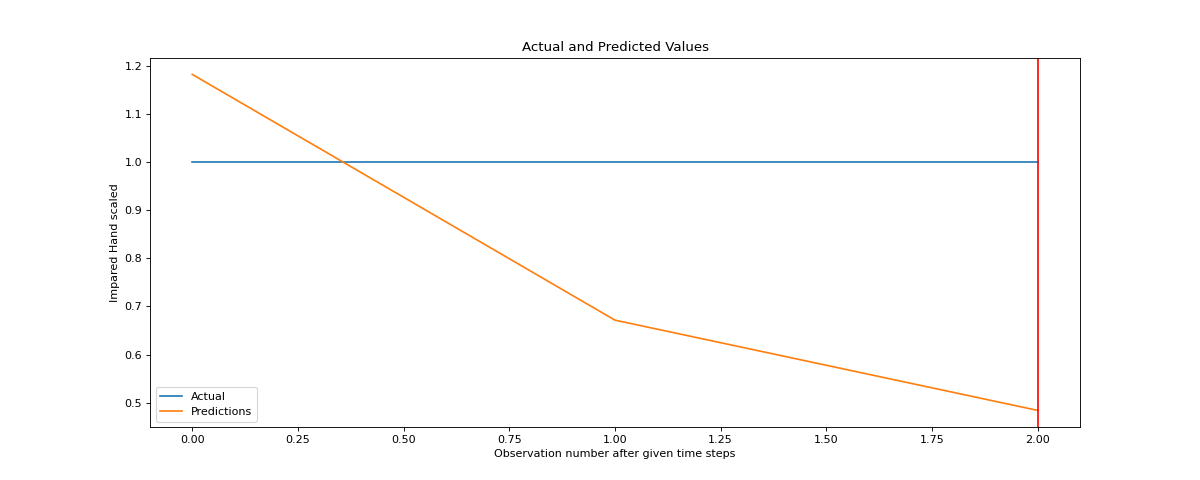 Actual and Predicted Values
1.2
1.1
1.0
0.9
0.8
0.7
0.6
0.5
Impared Hand scaled
Actual
Predictions
0.00 0.25 0.50 0.75 1.00 1.25 1.50 1.75 2.00
Observation number after given time steps